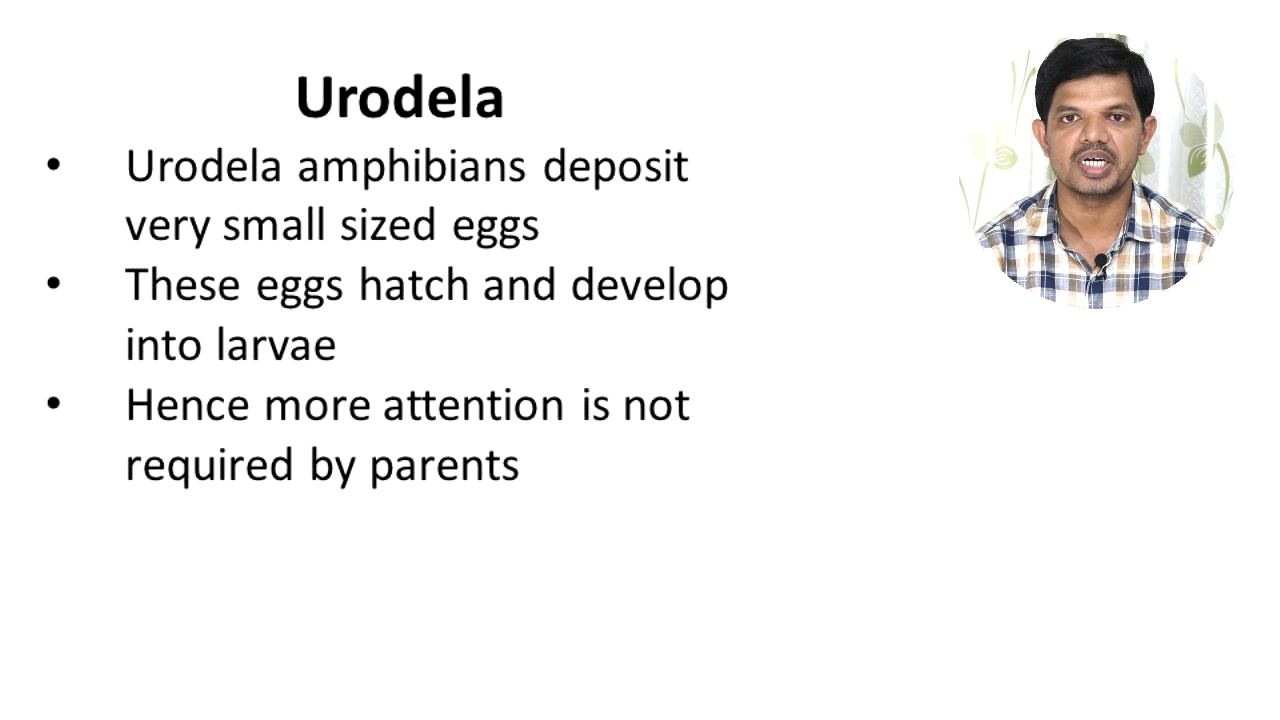 Urodela
• Urodela amphibians deposit
very small sized eggs
• These eggs hatch and develop
into larvae
• Hence more attention is not
required by parents